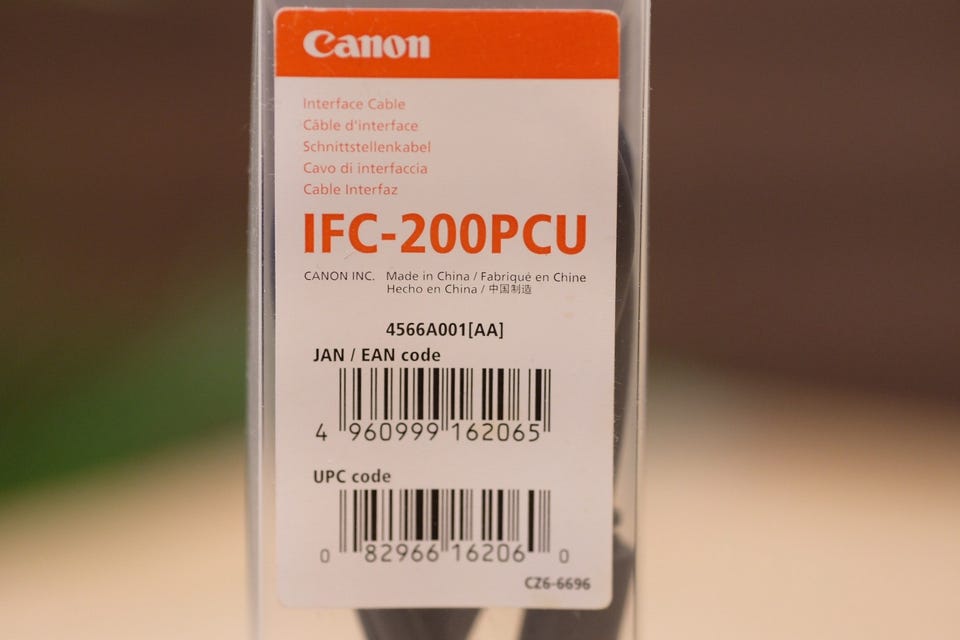 Canon
Interface Cable
Câble d'interface
Schnittstellenkabel
Cavo di interfaccia
Cable Interfaz
IFC-200PCU
CANON INC. Made in China / Fabriqué en Chine
Hecho en China / 中国制造
4566A001[AA]
JAN / EAN code
4 960999 162065
UPC code
0 82966 16206 0
CZ6-6696